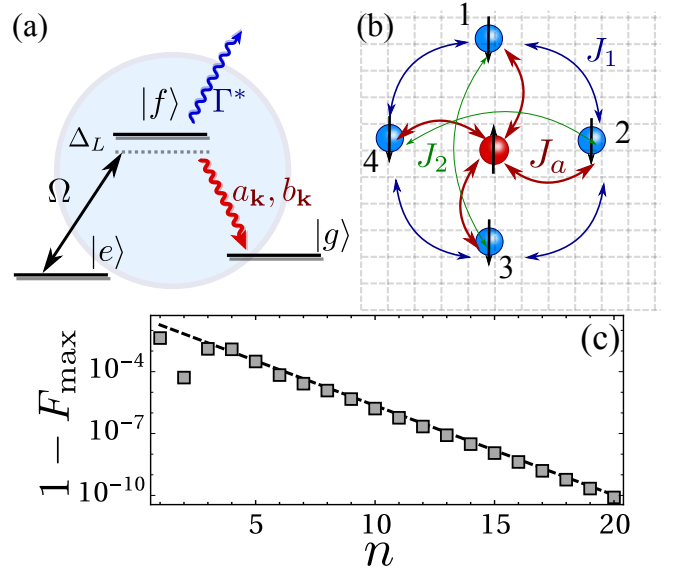 (a)
|f⟩
Γ*
Δ_L
Ω
a_k, b_k
|e⟩
|g⟩
(b)
1
J_1
2
4
J_2
J_a
3
(c)
1 − F_max
10^−4
10^−7
10^−10
5
10
15
20
n